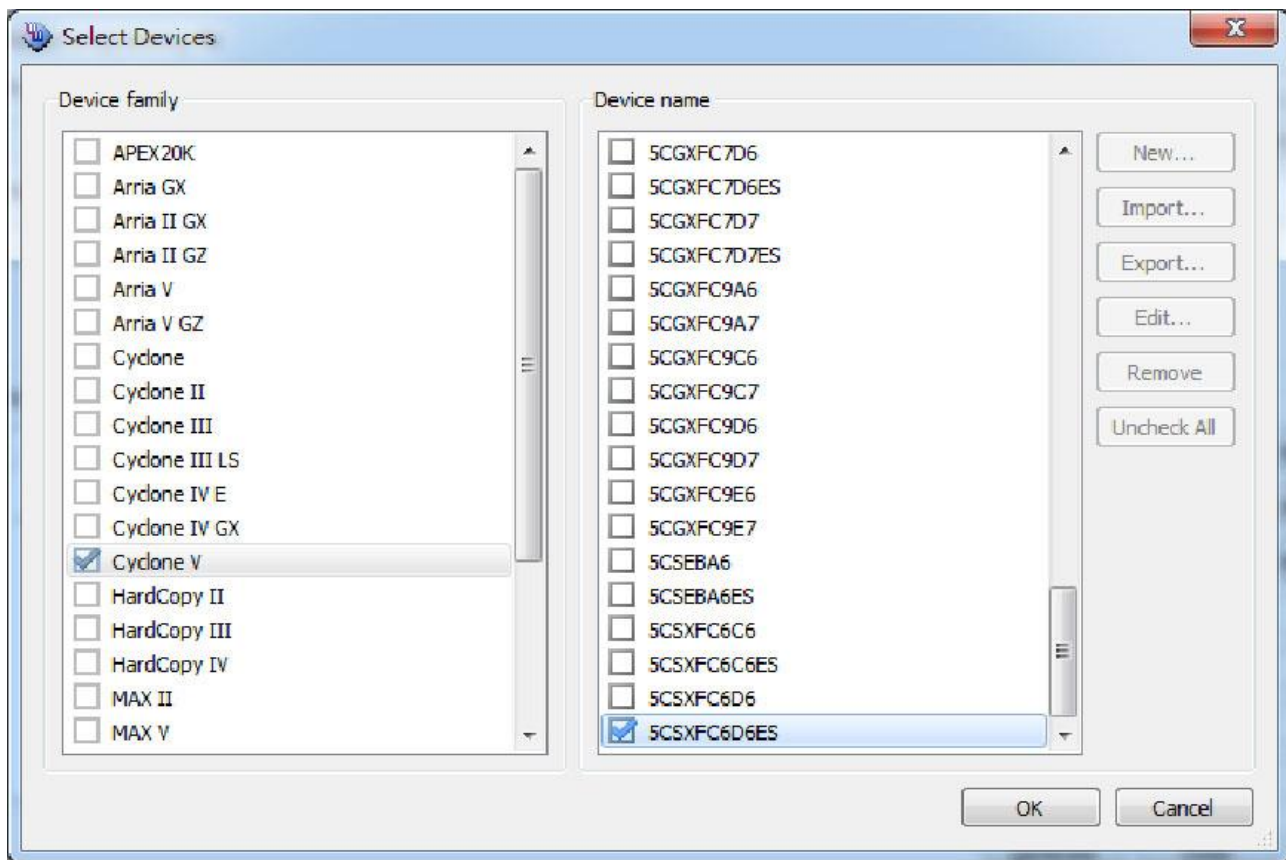 Select Devices
Device family
APEX20K
Arria GX
Arria II GX
Arria II GZ
Arria V
Arria V GZ
Cyclone
Cyclone II
Cyclone III
Cyclone III LS
Cyclone IV E
Cyclone IV GX
Cyclone V
HardCopy II
HardCopy III
HardCopy IV
MAX II
MAX V
Device name
5CGXFC7D6
5CGXFC7D6ES
5CGXFC7D7
5CGXFC7D7ES
5CGXFC9A6
5CGXFC9A7
5CGXFC9C6
5CGXFC9C7
5CGXFC9D6
5CGXFC9D7
5CGXFC9E6
5CGXFC9E7
5CSEBA6
5CSEBA6ES
5CSXFC6C6
5CSXFC6C6ES
5CSXFC6D6
5CSXFC6D6ES
New...
Import...
Export...
Edit...
Remove
Uncheck All
OK
Cancel